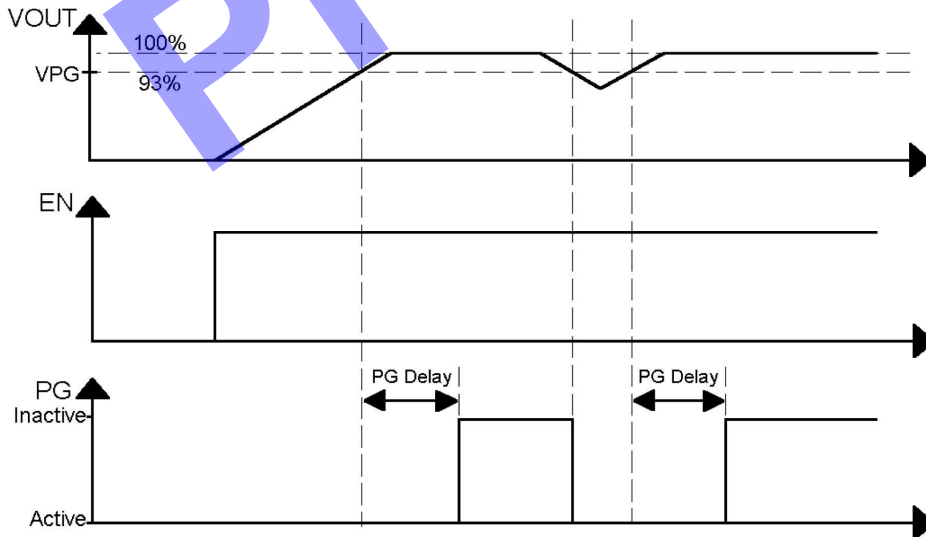 VOUT
100%
VPG
93%
EN
PG Delay
PG Delay
PG
Inactive
Active